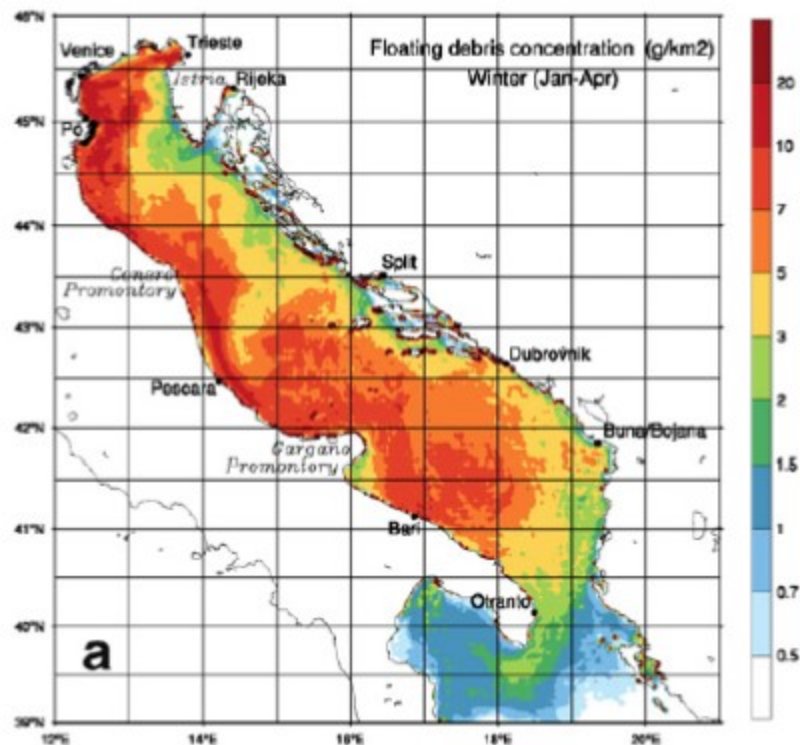 Floating debris concentration (g/km2)
Winter (Jan-Apr)
46°N
45°N
44°N
43°N
42°N
41°N
40°N
39°N
12°E
14°E
16°E
18°E
20°E
Venice
Trieste
Istria
Rijeka
Po
Split
Conero
Promontory
Dubrovnik
Pescara
Buna/Bojana
Gargano
Promontory
Bari
Otranto
a
20
10
7
5
3
2
1.5
1
0.7
0.5